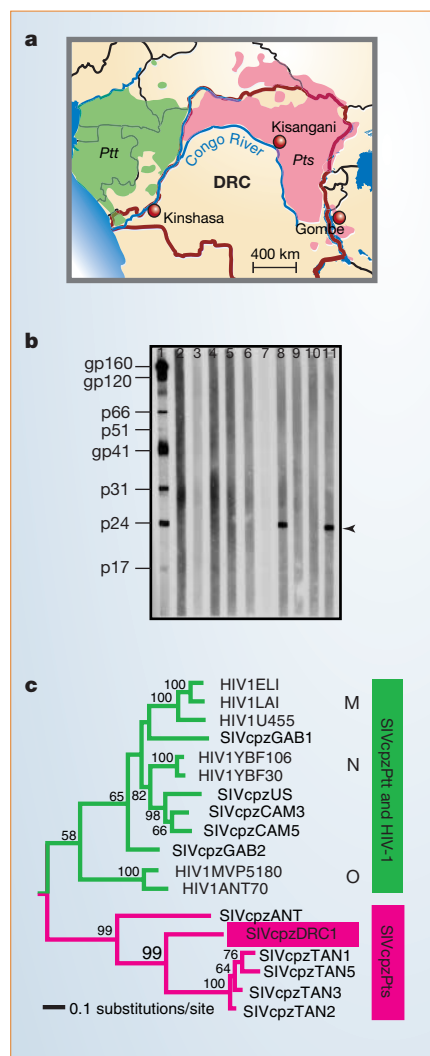 a
Ptt
Congo River
Kisangani
Pts
DRC
Kinshasa
Gombe
400 km
b
1 2 3 4 5 6 7 8 9 10 11
gp160
gp120
p66
p51
gp41
p31
p24
p17
c
100 HIV1ELI
100 HIV1LAI M
HIV1U455
SIVcpzGAB1
100 HIV1YBF106 N
82 HIV1YBF30
65
SIVcpzUS
98 SIVcpzCAM3
66 SIVcpzCAM5
58
SIVcpzGAB2
100 HIV1MVP5180 O
HIV1ANT70
SIVcpzPtt and HIV-1
SIVcpzANT
99
SIVcpzDRC1
99
76 SIVcpzTAN1
64 SIVcpzTAN5
100 SIVcpzTAN3
SIVcpzTAN2
SIVcpzPts
0.1 substitutions/site